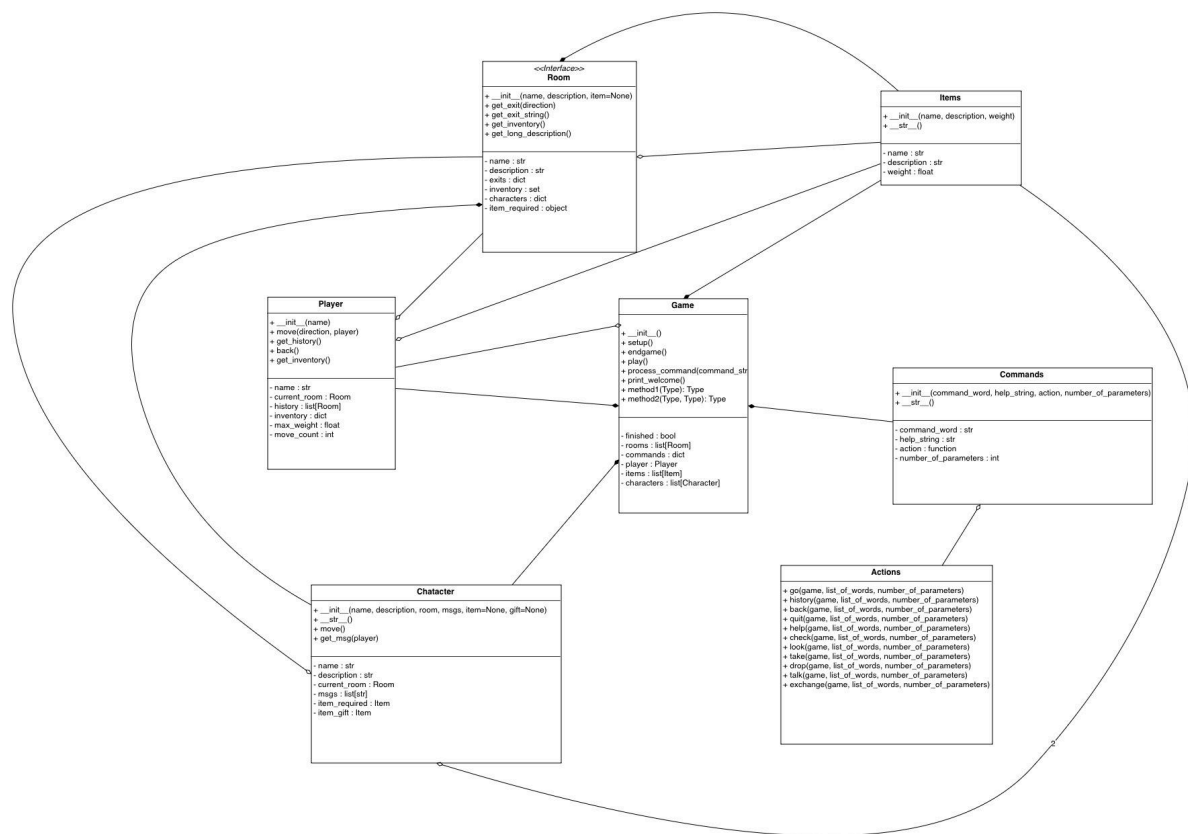 <<Interface>>
Room
+ __init__(name, description, item=None)
+ get_exit(direction)
+ get_exit_string()
+ get_inventory()
+ get_long_description()
- name : str
- description : str
- exits : dict
- inventory : set
- characters : dict
- item_required : object
Items
+ __init__(name, description, weight)
+ __str__()
- name : str
- description : str
- weight : float
Player
+ __init__(name)
+ move(direction, player)
+ get_history()
+ back()
+ get_inventory()
- name : str
- current_room : Room
- history : list[Room]
- inventory : dict
- max_weight : float
- move_count : int
Game
+ __init__()
+ setup()
+ endgame()
+ play()
+ process_command(command_str
+ print_welcome()
+ method1(Type): Type
+ method2(Type, Type): Type
- finished : bool
- rooms : list[Room]
- commands : dict
- player : Player
- items : list[Item]
- characters : list[Character]
Commands
+ __init__(command_word, help_string, action, number_of_parameters)
+ __str__()
- command_word : str
- help_string : str
- action : function
- number_of_parameters : int
Chatacter
+ __init__(name, description, room, msgs, item=None, gift=None)
+ __str__()
+ move()
+ get_msg(player)
- name : str
- description : str
- current_room : Room
- msgs : list[str]
- item_required : Item
- item_gift : Item
Actions
+ go(game, list_of_words, number_of_parameters)
+ history(game, list_of_words, number_of_parameters)
+ back(game, list_of_words, number_of_parameters)
+ quit(game, list_of_words, number_of_parameters)
+ help(game, list_of_words, number_of_parameters)
+ check(game, list_of_words, number_of_parameters)
+ look(game, list_of_words, number_of_parameters)
+ take(game, list_of_words, number_of_parameters)
+ drop(game, list_of_words, number_of_parameters)
+ talk(game, list_of_words, number_of_parameters)
+ exchange(game, list_of_words, number_of_parameters)
2